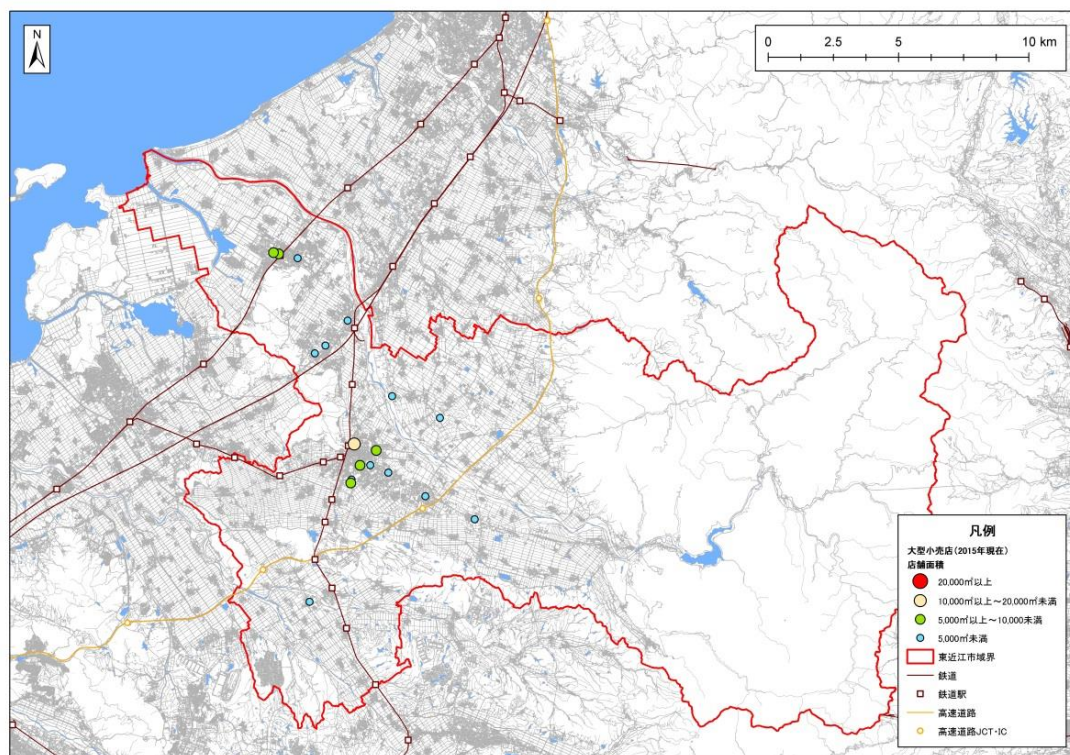 N
0 2.5 5 10 km
凡例
大型小売店(2015年現在)
店舗面積
20,000㎡以上
10,000㎡以上～20,000㎡未満
5,000㎡以上～10,000未満
5,000㎡未満
東近江市域界
鉄道
鉄道駅
高速道路
高速道路JCT・IC